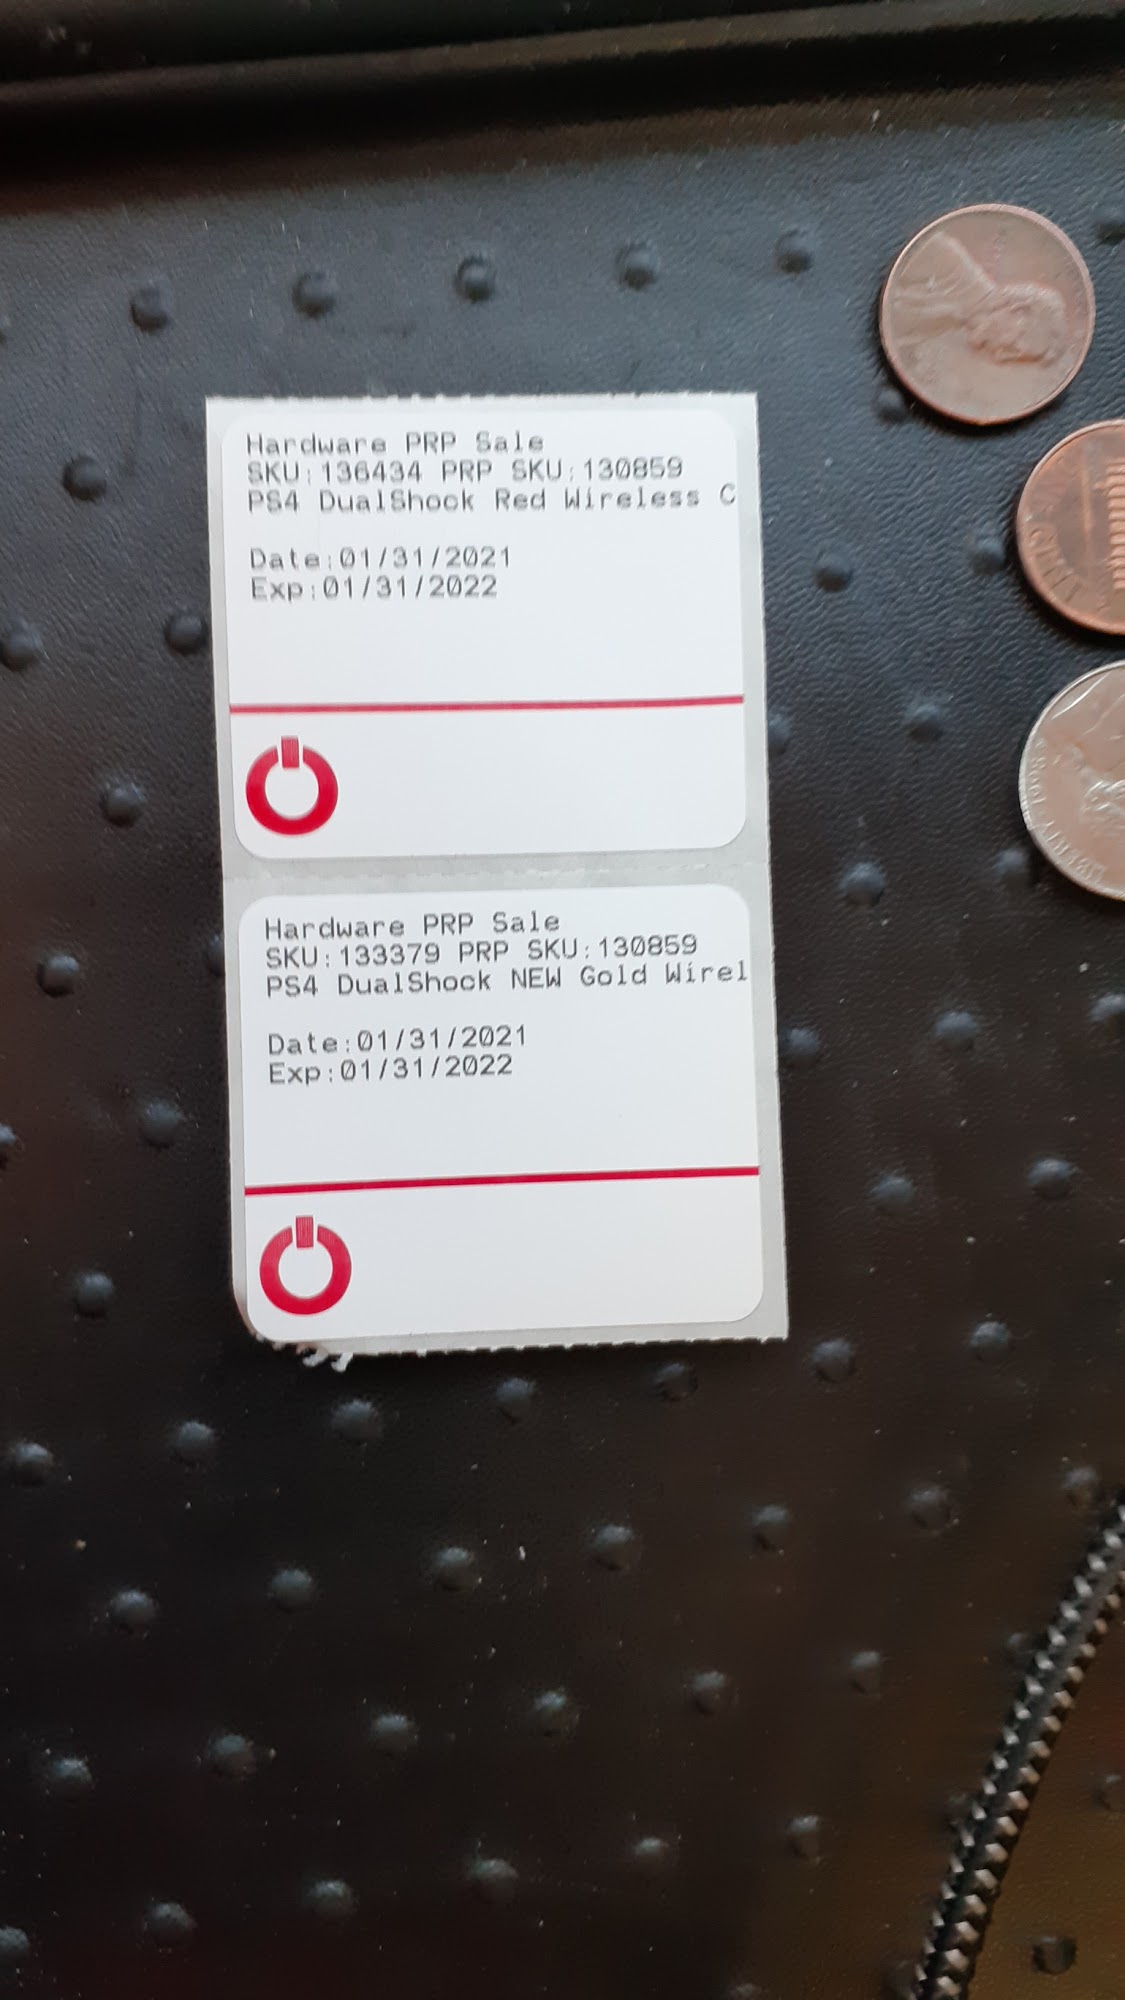 Hardware PRP Sale
SKU:136434 PRP SKU:130859
PS4 DualShock Red Wireless C
Date:01/31/2021
Exp:01/31/2022
Hardware PRP Sale
SKU:133379 PRP SKU:130859
PS4 DualShock NEW Gold Wirel
Date:01/31/2021
Exp:01/31/2022